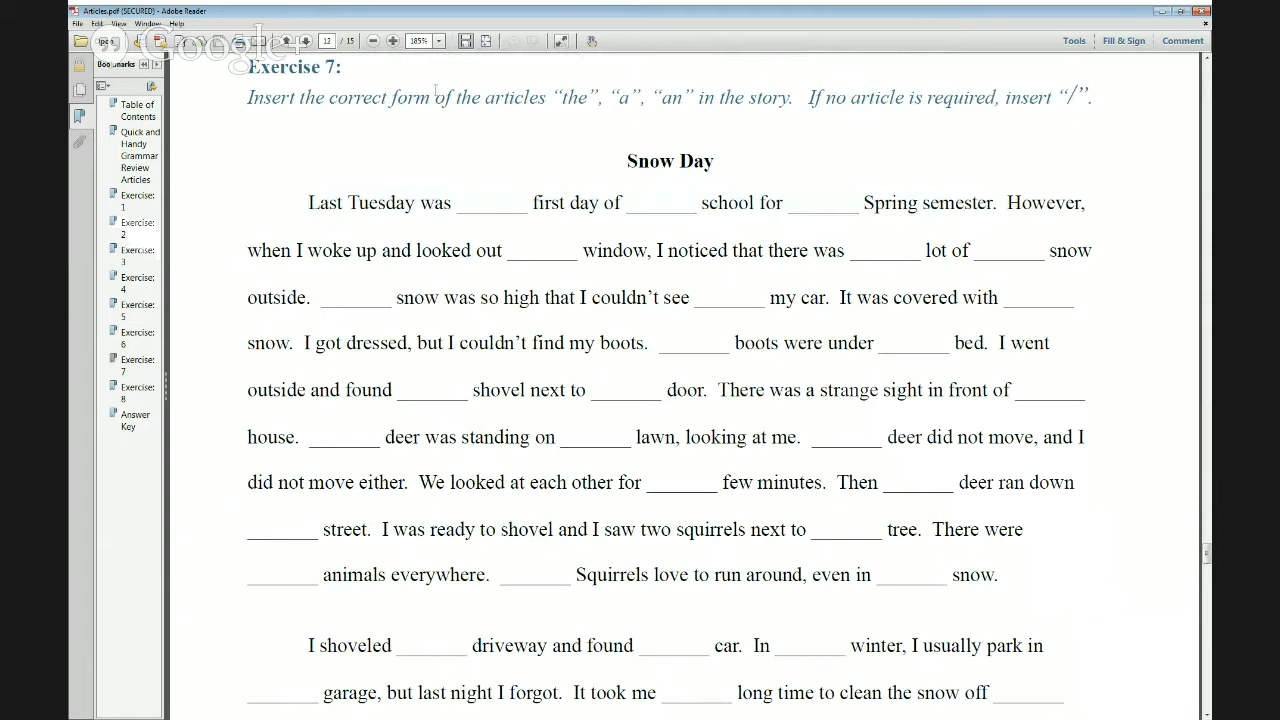 Articles.pdf (SECURED) - Adobe Reader
File Edit View Window Help
Open 12 / 15 185% Tools Fill & Sign Comment
Google+
Bookmarks
Table of
Contents
Quick and
Handy
Grammar
Review
Articles
Exercise:
1
Exercise:
2
Exercise:
3
Exercise:
4
Exercise:
5
Exercise:
6
Exercise:
7
Exercise:
8
Answer
Key
Exercise 7:
Insert the correct form of the articles “the”, “a”, “an” in the story. If no article is required, insert “/”.
Snow Day
Last Tuesday was _______ first day of _______ school for _______ Spring semester. However,
when I woke up and looked out _______ window, I noticed that there was _______ lot of _______ snow
outside. _______ snow was so high that I couldn’t see _______ my car. It was covered with _______
snow. I got dressed, but I couldn’t find my boots. _______ boots were under _______ bed. I went
outside and found _______ shovel next to _______ door. There was a strange sight in front of _______
house. _______ deer was standing on _______ lawn, looking at me. _______ deer did not move, and I
did not move either. We looked at each other for _______ few minutes. Then _______ deer ran down
_______ street. I was ready to shovel and I saw two squirrels next to _______ tree. There were
_______ animals everywhere. _______ Squirrels love to run around, even in _______ snow.
I shoveled _______ driveway and found _______ car. In _______ winter, I usually park in
_______ garage, but last night I forgot. It took me _______ long time to clean the snow off _______